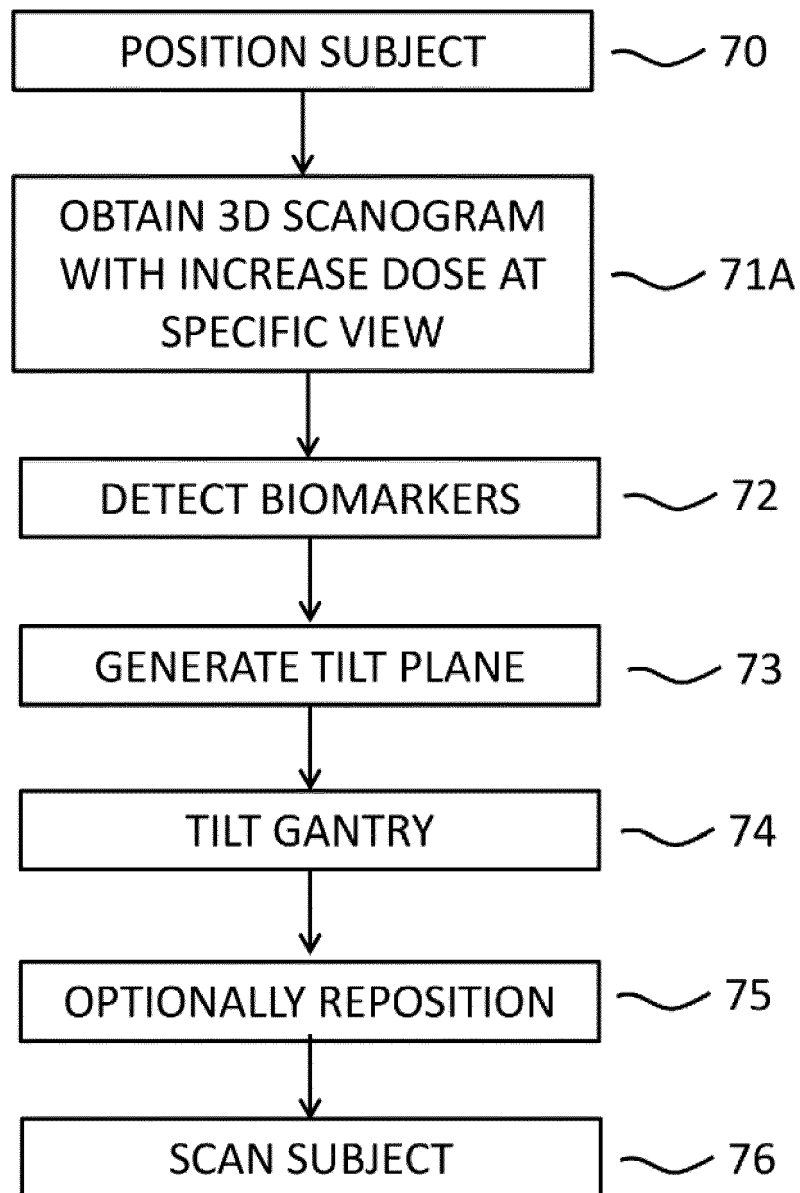 POSITION SUBJECT
70
OBTAIN 3D SCANOGRAM
WITH INCREASE DOSE AT
SPECIFIC VIEW
71A
DETECT BIOMARKERS
72
GENERATE TILT PLANE
73
TILT GANTRY
74
OPTIONALLY REPOSITION
75
SCAN SUBJECT
76